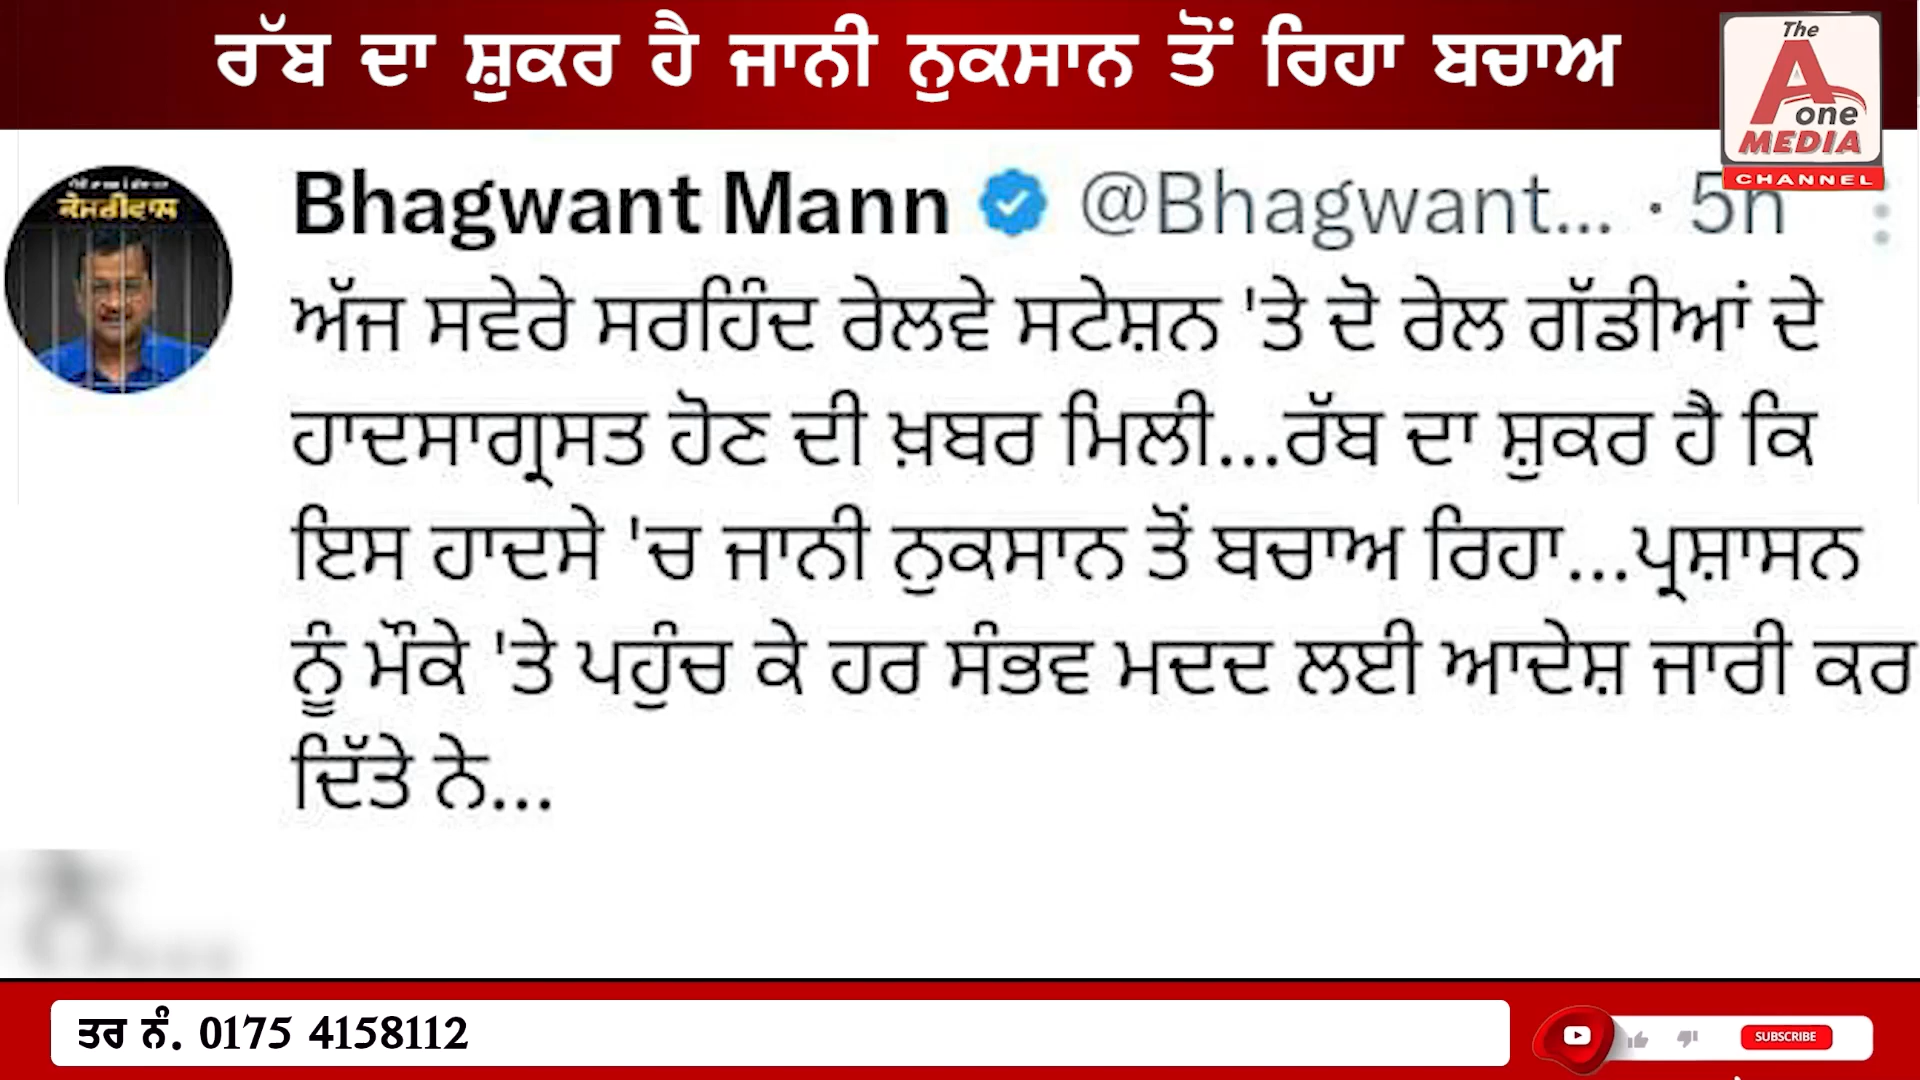 ਰੱਬ ਦਾ ਸ਼ੁਕਰ ਹੈ ਜਾਨੀ ਨੁਕਸਾਨ ਤੋਂ ਰਿਹਾ ਬਚਾਅ
The
A
one
MEDIA
CHANNEL
ਕੇਜਰੀਵਾਲ
Bhagwant Mann @Bhagwant... · 5h
ਅੱਜ ਸਵੇਰੇ ਸਰਹਿੰਦ ਰੇਲਵੇ ਸਟੇਸ਼ਨ 'ਤੇ ਦੋ ਰੇਲ ਗੱਡੀਆਂ ਦੇ
ਹਾਦਸਾਗ੍ਰਸਤ ਹੋਣ ਦੀ ਖ਼ਬਰ ਮਿਲੀ...ਰੱਬ ਦਾ ਸ਼ੁਕਰ ਹੈ ਕਿ
ਇਸ ਹਾਦਸੇ 'ਚ ਜਾਨੀ ਨੁਕਸਾਨ ਤੋਂ ਬਚਾਅ ਰਿਹਾ...ਪ੍ਰਸ਼ਾਸਨ
ਨੂੰ ਮੌਕੇ 'ਤੇ ਪਹੁੰਚ ਕੇ ਹਰ ਸੰਭਵ ਮਦਦ ਲਈ ਆਦੇਸ਼ ਜਾਰੀ ਕਰ
ਦਿੱਤੇ ਨੇ...
ਤਰ ਨੰ. 0175 4158112
SUBSCRIBE